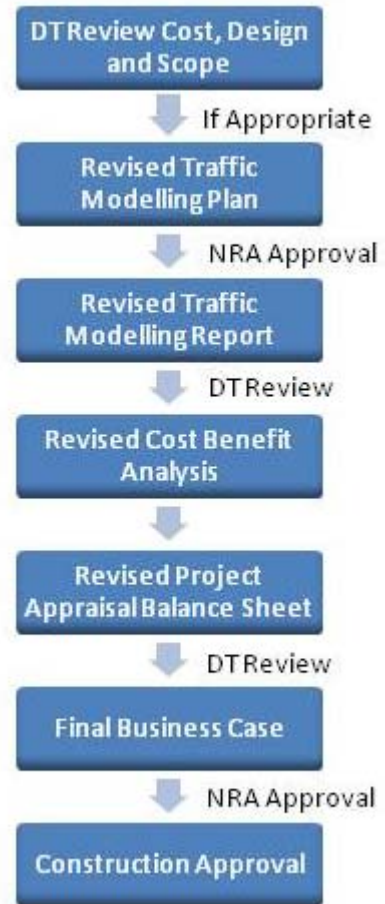 DT Review Cost, Design
and Scope
If Appropriate
Revised Traffic
Modelling Plan
NRA Approval
Revised Traffic
Modelling Report
DT Review
Revised Cost Benefit
Analysis
Revised Project
Appraisal Balance Sheet
DT Review
Final Business Case
NRA Approval
Construction Approval